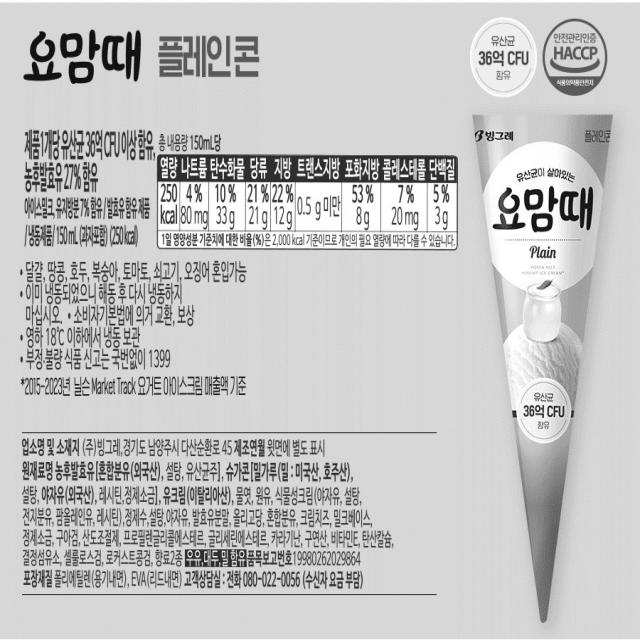 요맘때 플레인콘
유산균
36억 CFU
함유
안전관리인증
HACCP
식품의약품안전처
제품1개당 유산균 36억 CFU 이상 함유,
농후발효유 27% 함유
아이스밀크, 유지방분 7% 함유 / 발효유 함유 제품
/ 냉동제품 / 150 mL (과자포함) (250 kcal)
총 내용량 150mL당
열량 나트륨 탄수화물 당류 지방 트랜스지방 포화지방 콜레스테롤 단백질
250 kcal 4% 80 mg 10% 33g 21% 21g 22% 12g 0.5 g 미만 53% 8g 7% 20 mg 5% 3g
1일 영양성분 기준치에 대한 비율(%)은 2,000 kcal 기준이므로 개인의 필요 열량에 따라 다를 수 있습니다.
• 달걀, 땅콩, 호두, 복숭아, 토마토, 쇠고기, 오징어 혼입가능
• 이미 냉동되었으니 해동 후 다시 냉동하지
마십시오. • 소비자기본법에 의거 교환, 보상
• 영하 18℃ 이하에서 냉동 보관
• 부정·불량 식품 신고는 국번없이 1399
*2015-2023년 닐슨 Market Track 요거트 아이스크림 매출액 기준
빙그레
플레인콘
유산균이 살아있는
요맘때
Plain
KOREA NO.1
YOGURT ICE CREAM*
유산균
36억 CFU
함유
업소명 및 소재지 (주)빙그레,경기도 남양주시 다산순환로 45 제조연월 윗면에 별도 표시
원재료명 농후발효유[혼합분유(외국산), 설탕, 유산균주], 슈가콘[밀가루(밀 : 미국산, 호주산),
설탕, 야자유(외국산), 레시틴, 정제소금], 유크림(이탈리아산), 물엿, 원유, 식물성크림(야자유, 설탕,
전지분유, 팜올레인유, 레시틴), 정제수, 설탕, 야자유, 발효유분말, 올리고당, 혼합분유, 크림치즈, 밀크베이스,
정제소금, 구아검, 산도조절제, 프로필렌글리콜에스테르, 글리세린에스테르, 카라기난, 구연산, 비타민D, 탄산칼슘,
결정섬유소, 셀룰로스검, 로커스트콩검, 향료2종 우유, 대두, 밀 함유 품목보고번호 19980262029864
포장재질 폴리에틸렌(용기내면), EVA(리드내면) 고객상담실 : 전화 080-022-0056 (수신자 요금 부담)